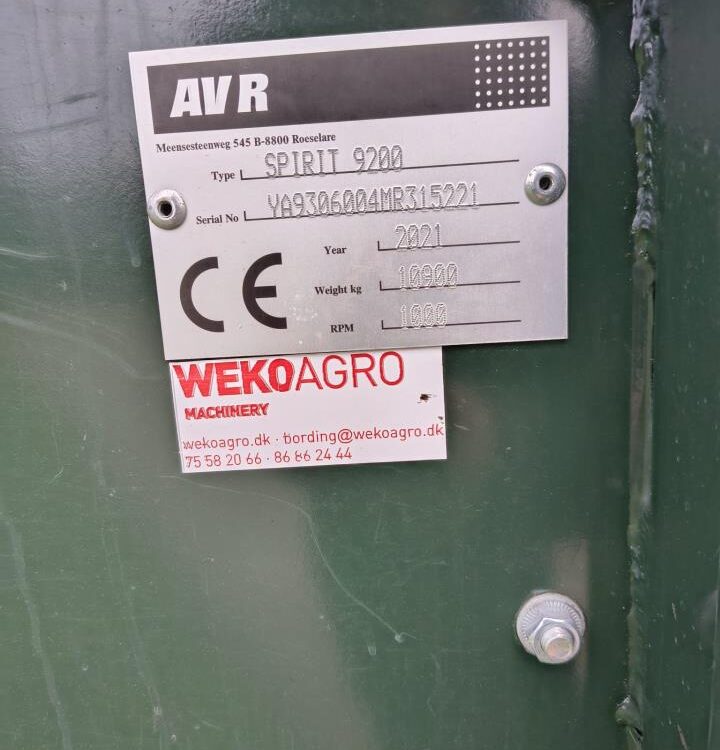 AVR
Meensesteenweg 545 B-8800 Roeselare
Type SPIRIT 9200
Serial No YA9306004MR315221
Year 2021
CE
Weight kg 10900
RPM 1000
WEKOAGRO
MACHINERY
wekoagro.dk · bording@wekoagro.dk
75 58 20 66 · 86 86 24 44